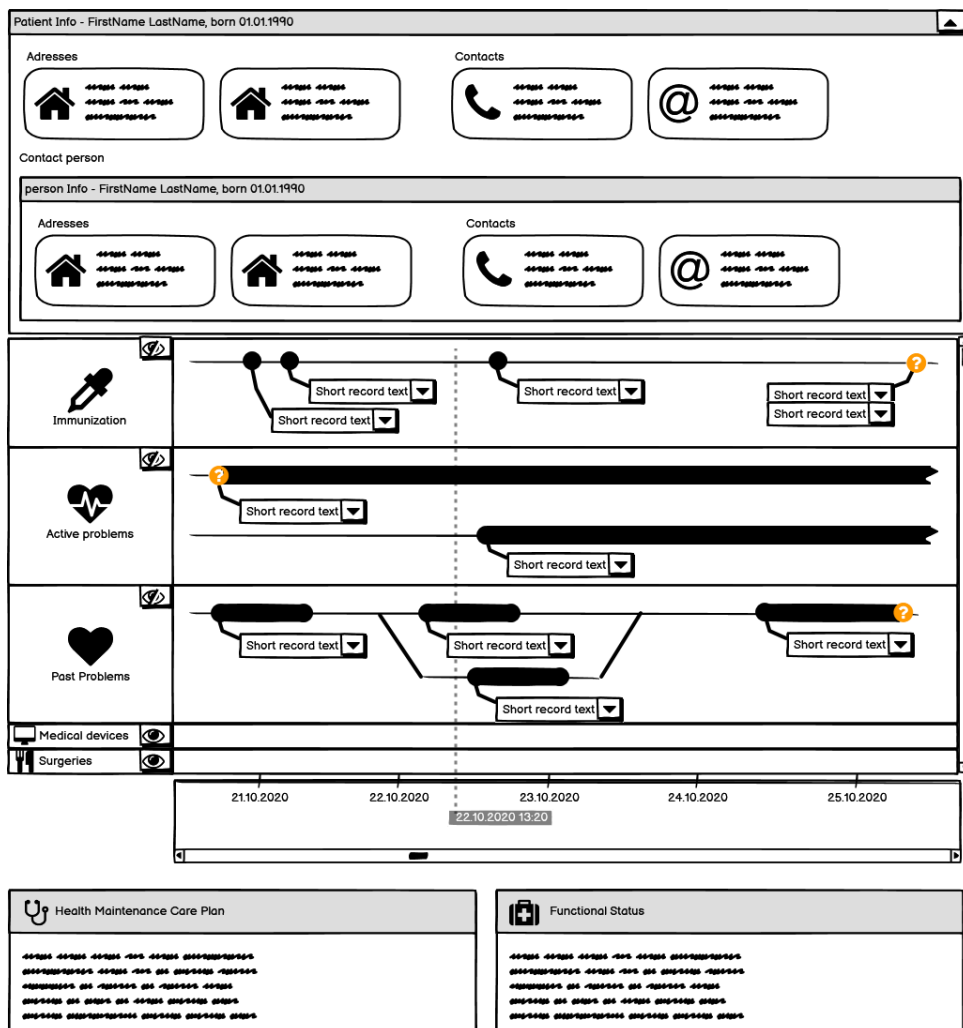 Patient Info - FirstName LastName, born 01.01.1990
Adresses
Contacts
@
Contact person
person Info - FirstName LastName, born 01.01.1990
Adresses
Contacts
@
Immunization
?
Short record text
Short record text
Short record text
Short record text
Short record text
Active problems
?
Short record text
Short record text
Past Problems
?
Short record text
Short record text
Short record text
Short record text
Medical devices
Surgeries
21.10.2020
22.10.2020
23.10.2020
24.10.2020
25.10.2020
22.10.2020 13:20
Health Maintenance Care Plan
Functional Status